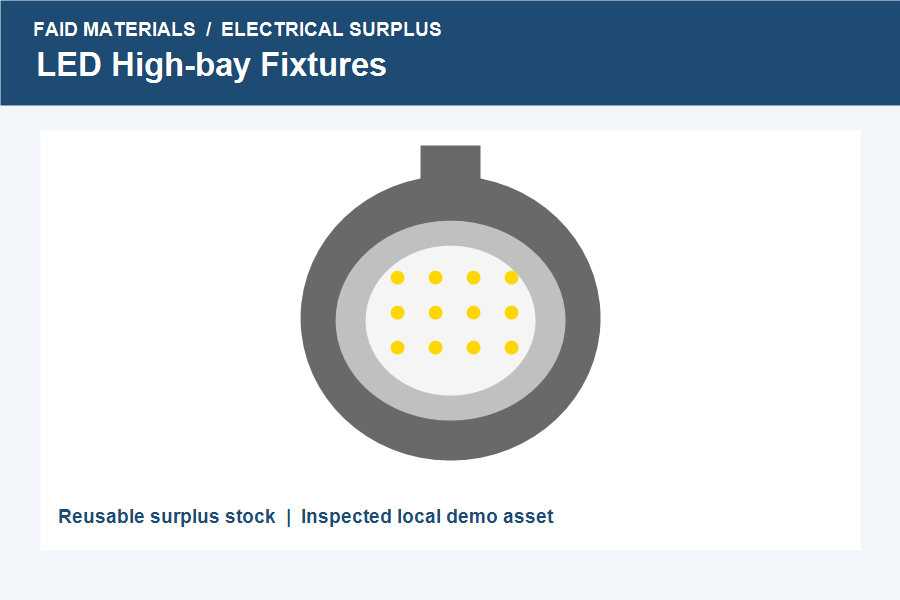 FAID MATERIALS / ELECTRICAL SURPLUS
LED High-bay Fixtures
Reusable surplus stock | Inspected local demo asset